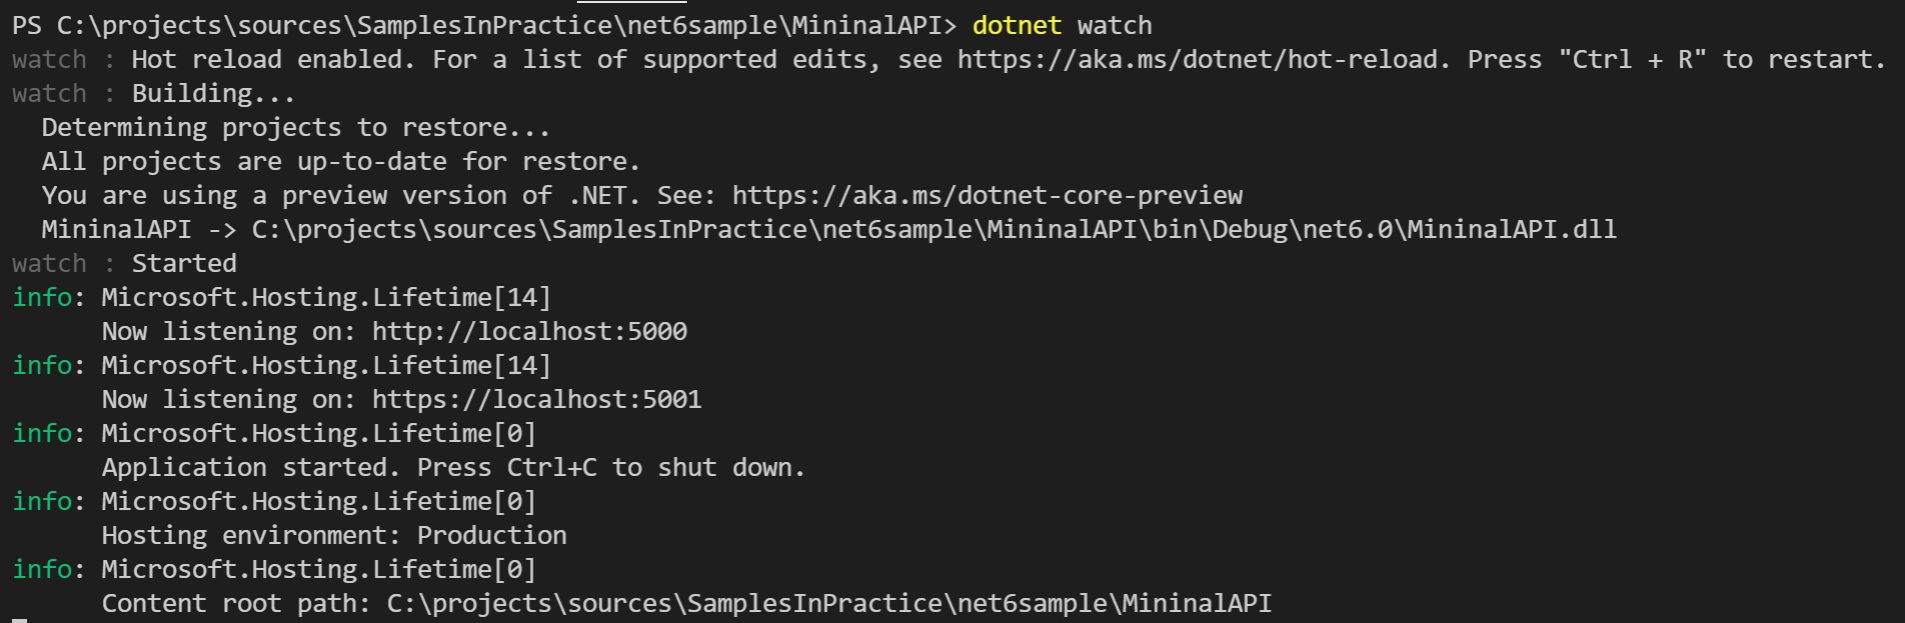 PS C:\projects\sources\SamplesInPractice\net6sample\MininalAPI> dotnet watch
watch : Hot reload enabled. For a list of supported edits, see https://aka.ms/dotnet/hot-reload. Press "Ctrl + R" to restart.
watch : Building...
  Determining projects to restore...
  All projects are up-to-date for restore.
  You are using a preview version of .NET. See: https://aka.ms/dotnet-core-preview
  MininalAPI -> C:\projects\sources\SamplesInPractice\net6sample\MininalAPI\bin\Debug\net6.0\MininalAPI.dll
watch : Started
info: Microsoft.Hosting.Lifetime[14]
      Now listening on: http://localhost:5000
info: Microsoft.Hosting.Lifetime[14]
      Now listening on: https://localhost:5001
info: Microsoft.Hosting.Lifetime[0]
      Application started. Press Ctrl+C to shut down.
info: Microsoft.Hosting.Lifetime[0]
      Hosting environment: Production
info: Microsoft.Hosting.Lifetime[0]
      Content root path: C:\projects\sources\SamplesInPractice\net6sample\MininalAPI